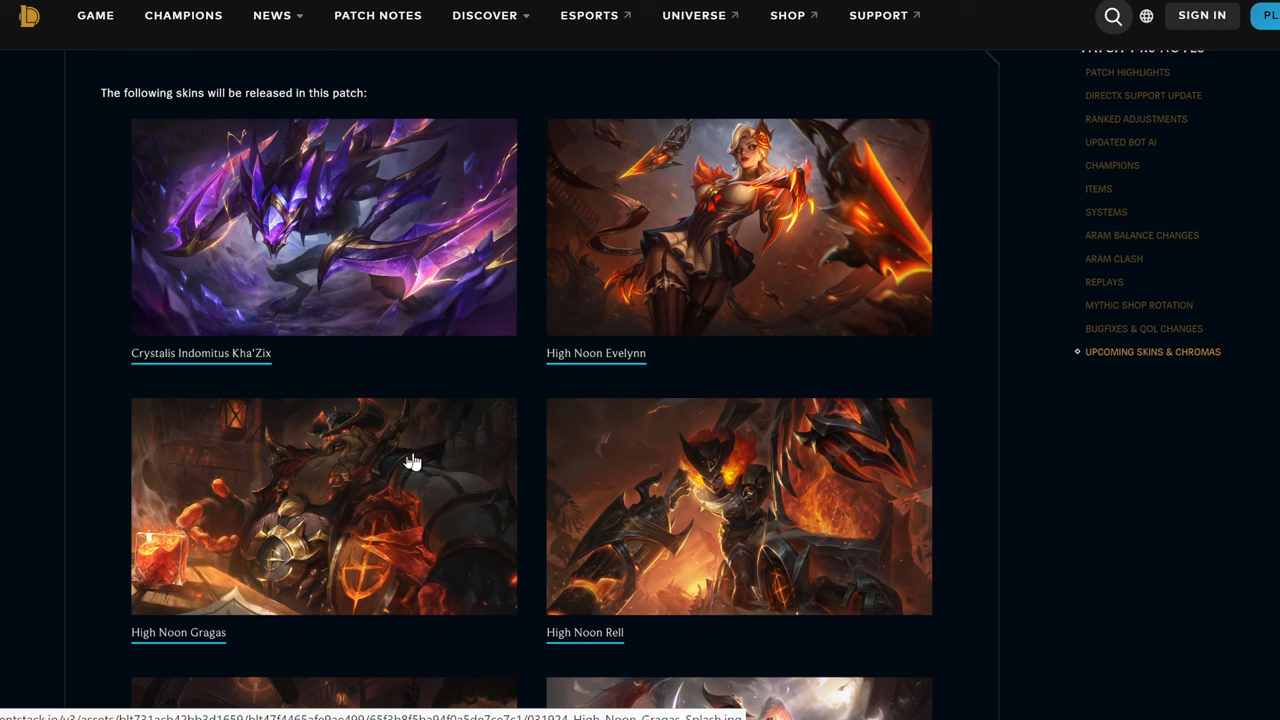 GAME
CHAMPIONS
NEWS
PATCH NOTES
DISCOVER
ESPORTS
UNIVERSE
SHOP
SUPPORT
SIGN IN
PL
The following skins will be released in this patch:
Crystalis Indomitus Kha'Zix
High Noon Evelynn
High Noon Gragas
High Noon Rell
NOTES
PATCH HIGHLIGHTS
DIRECTX SUPPORT UPDATE
RANKED ADJUSTMENTS
UPDATED BOT AI
CHAMPIONS
ITEMS
SYSTEMS
ARAM BALANCE CHANGES
ARAM CLASH
REPLAYS
MYTHIC SHOP ROTATION
BUGFIXES & QOL CHANGES
UPCOMING SKINS & CHROMAS